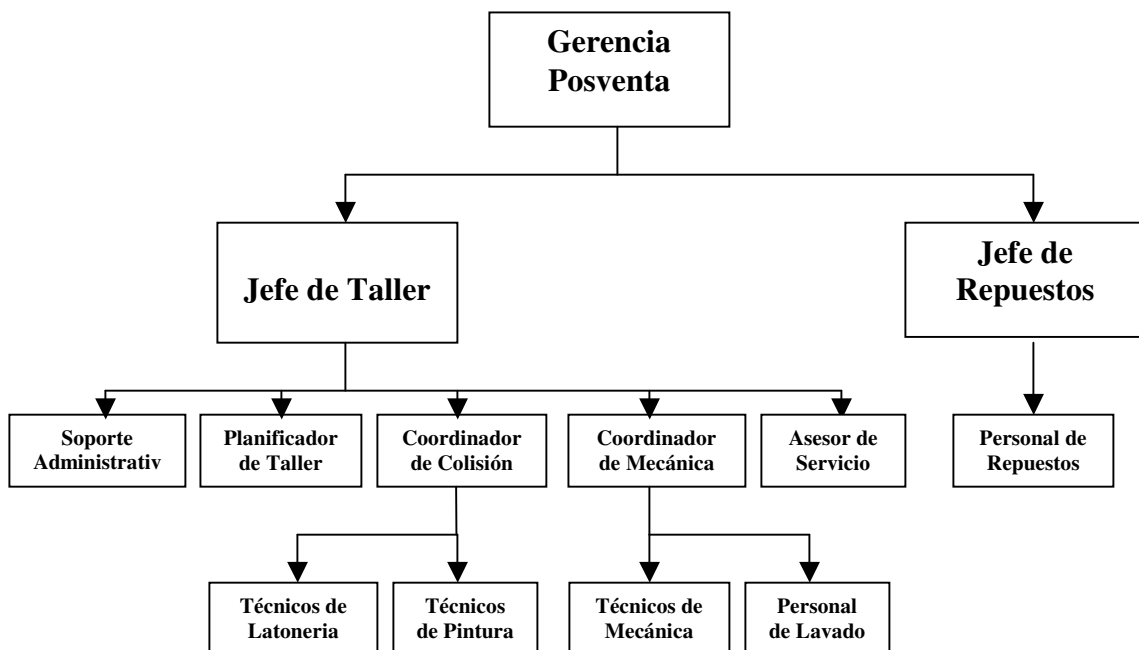 Gerencia
Posventa
Jefe de Taller
Jefe de
Repuestos
Soporte
Administrativ
Planificador
de Taller
Coordinador
de Colisión
Coordinador
de Mecánica
Asesor de
Servicio
Personal de
Repuestos
Técnicos de
Latoneria
Técnicos
de Pintura
Técnicos de
Mecánica
Personal
de Lavado